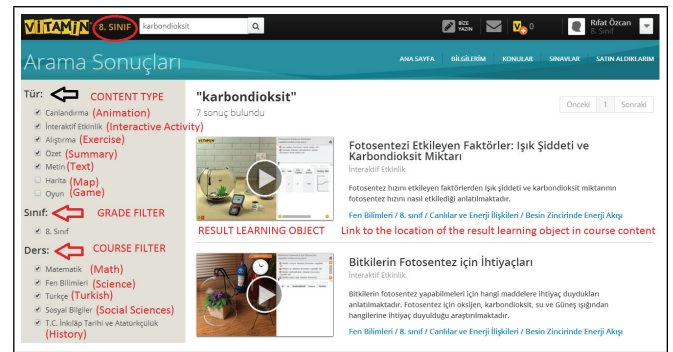 VİTAMİN 8. SINIF karbondioksit BİZE YAZIN 0 Rıfat Özcan 8. Sınıf
Arama Sonuçları ANA SAYFA BİLGİLERİM KONULAR SINAVLAR SATIN ALDIKLARIM
Tür: CONTENT TYPE
Canlandırma (Animation)
İnteraktif Etkinlik (Interactive Activity)
Alıştırma (Exercise)
Özet (Summary)
Metin (Text)
Harita (Map)
Oyun (Game)
Sınıf: GRADE FILTER
8. Sınıf
Ders: COURSE FILTER
Matematik (Math)
Fen Bilimleri (Science)
Türkçe (Turkish)
Sosyal Bilgiler (Social Sciences)
T.C. İnkılâp Tarihi ve Atatürkçülük
(History)
"karbondioksit"
7 sonuç bulundu
Önceki 1 Sonraki
VİTAMİN
Fotosentezi Etkileyen Faktörler: Işık Şiddeti ve
Karbondioksit Miktarı
İnteraktif Etkinlik
Fotosentez hızını etkileyen faktörlerden ışık şiddeti ve karbondioksit miktarının
fotosentez hızını nasıl etkilediği anlatılmaktadır.
RESULT LEARNING OBJECT Link to the location of the result learning object in course content
Fen Bilimleri / 8. sınıf / Canlılar ve Enerji İlişkileri / Besin Zincirinde Enerji Akışı
Bitkilerin Fotosentez için İhtiyaçları
İnteraktif Etkinlik
Bitkilerin fotosentez yapabilmeleri için hangi maddelere ihtiyaç duydukları
anlatılmaktadır. Fotosentez için oksijen, karbondioksit, su ve Güneş ışığından
hangilerine ihtiyaç duyulduğu araştırılmaktadır.
Fen Bilimleri / 8. sınıf / Canlılar ve Enerji İlişkileri / Besin Zincirinde Enerji Akışı